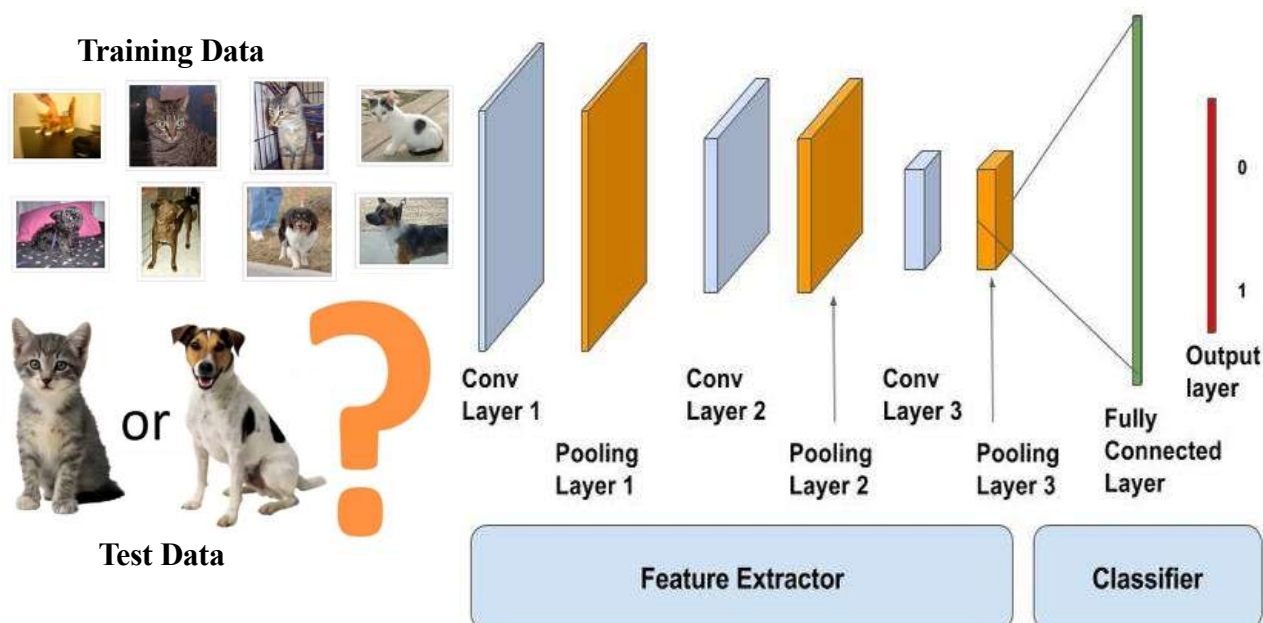 Training Data
or
?
Test Data
Conv
Layer 1
Pooling
Layer 1
Conv
Layer 2
Pooling
Layer 2
Conv
Layer 3
Pooling
Layer 3
Fully
Connected
Layer
0
1
Output
layer
Feature Extractor
Classifier